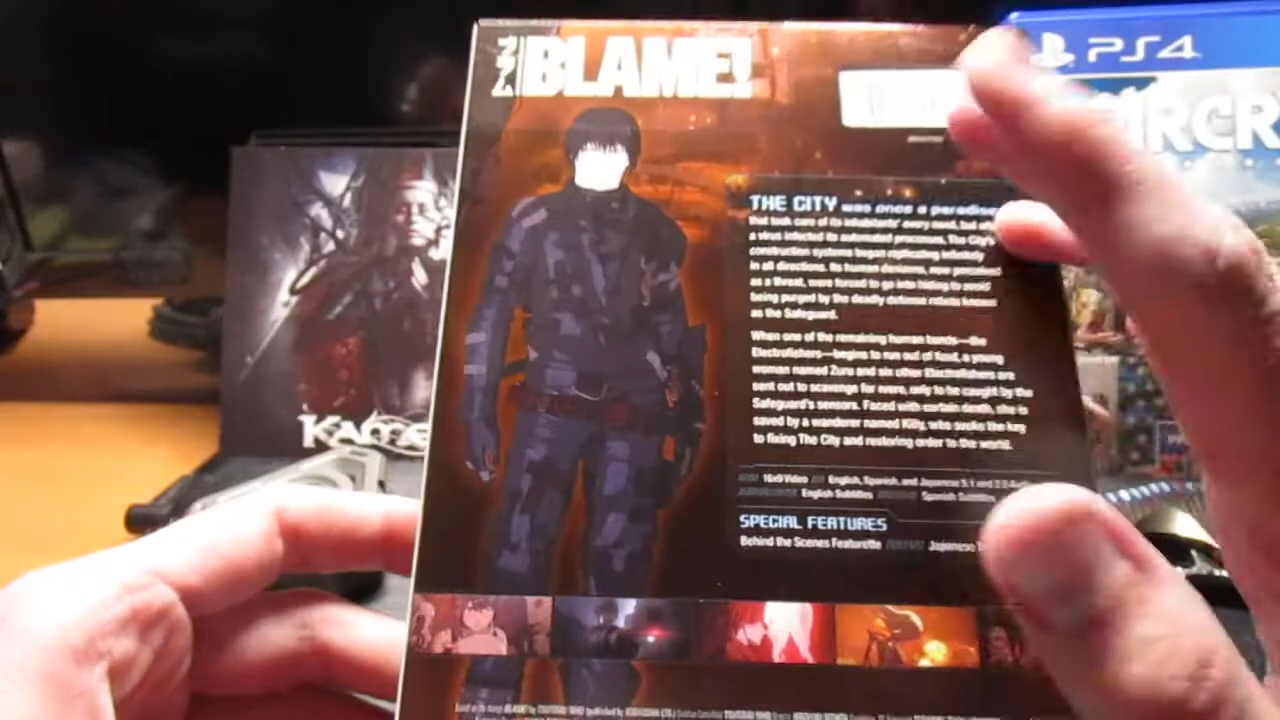 ブラム
BLAME!
PS4
THE CITY was once a paradise
that took care of its inhabitants' every need, but
a virus infected its automated processes. The City's
construction systems began replicating infinitely
in all directions. Its human denizens, now perceived
as a threat, were forced to go into hiding to avoid
being purged by the deadly defense robots known
as the Safeguard.
When one of the remaining human bands—the
Electrofishers—begins to run out of food, a young
woman named Zuru and six other Electrofishers are
sent out to scavenge for more, only to be caught by the
Safeguard's sensors. Faced with certain death, she is
saved by a wanderer named Killy, who seeks the key
to fixing The City and restoring order to the world.
16x9 Video English, Spanish, and Japanese 5.1 and 2.0
English Subtitles Spanish Subtitles
SPECIAL FEATURES
Behind the Scenes Featurette Japanese
KAME